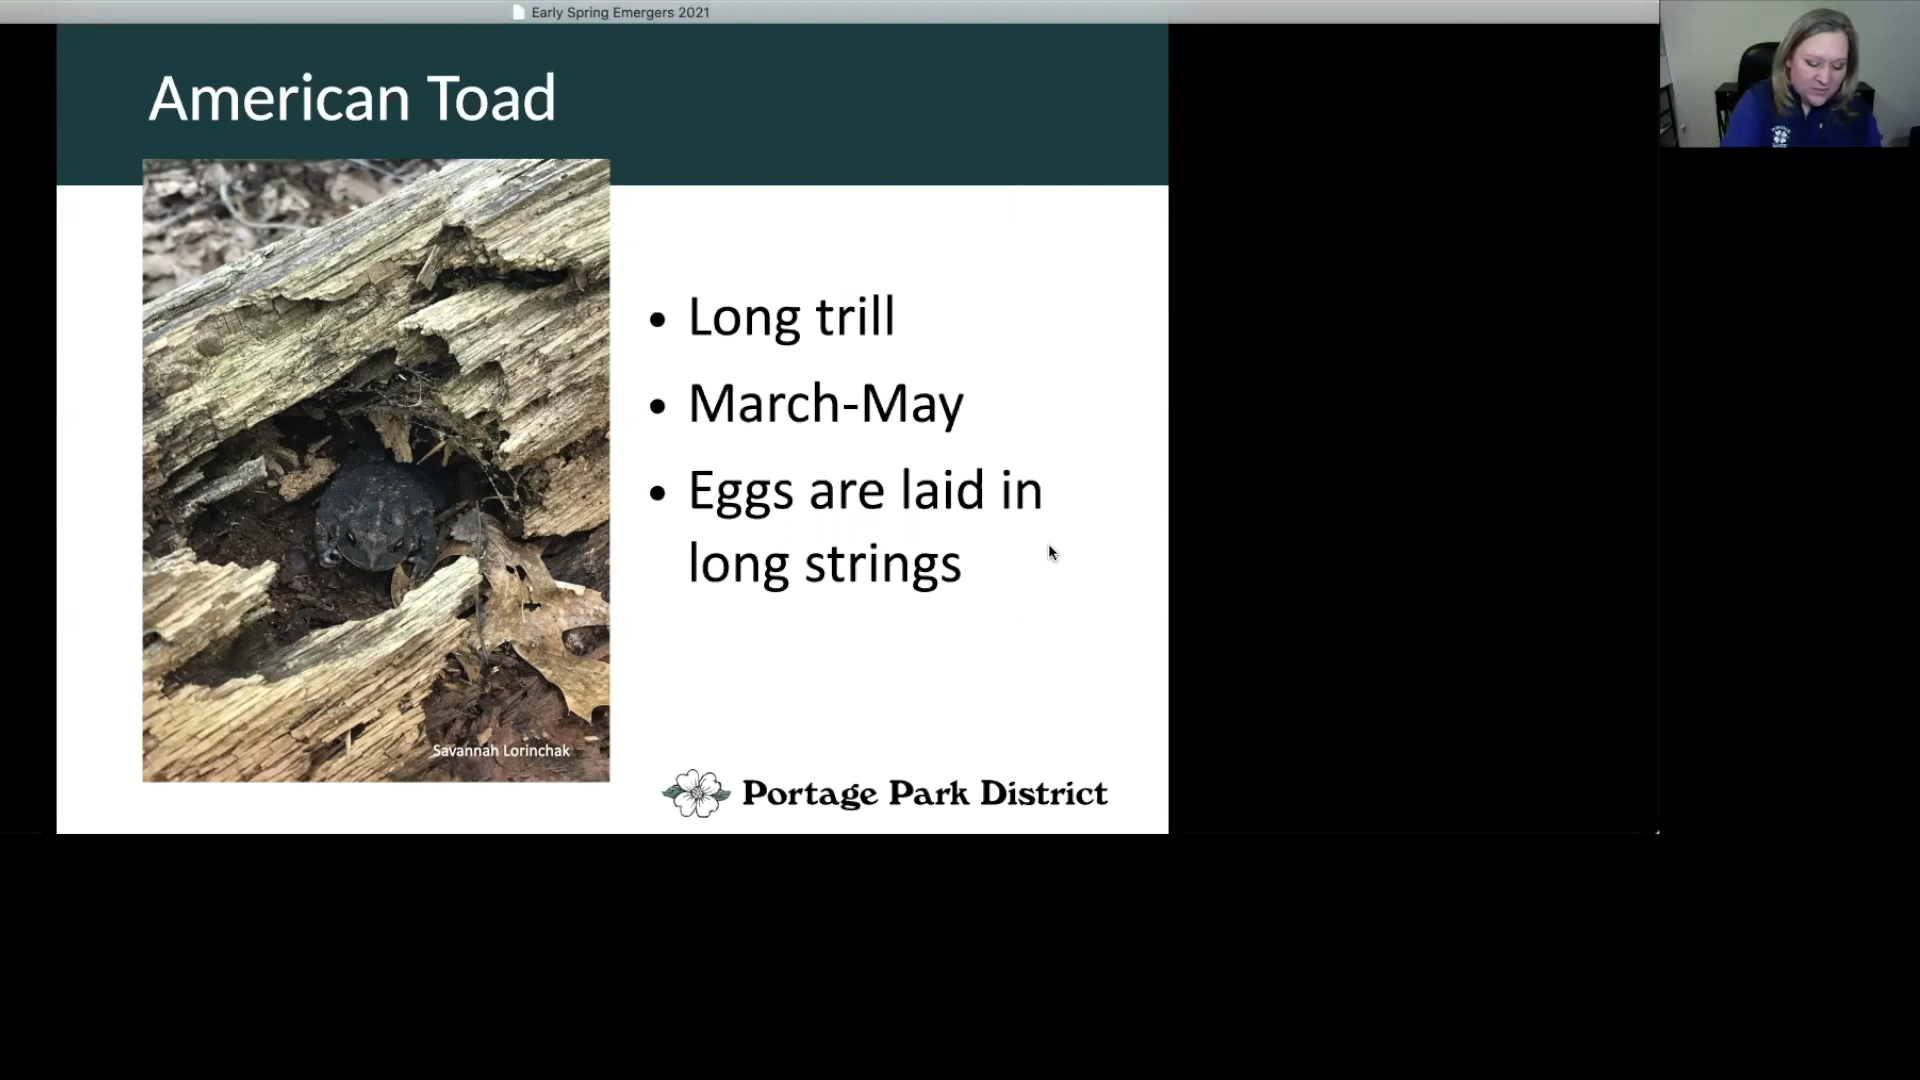 Early Spring Emergers 2021
American Toad
• Long trill
• March-May
• Eggs are laid in
long strings
Savannah Lorinchak
Portage Park District